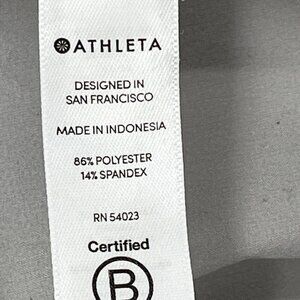 ATHLETA
DESIGNED IN
SAN FRANCISCO
MADE IN INDONESIA
86% POLYESTER
14% SPANDEX
RN 54023
Certified
B